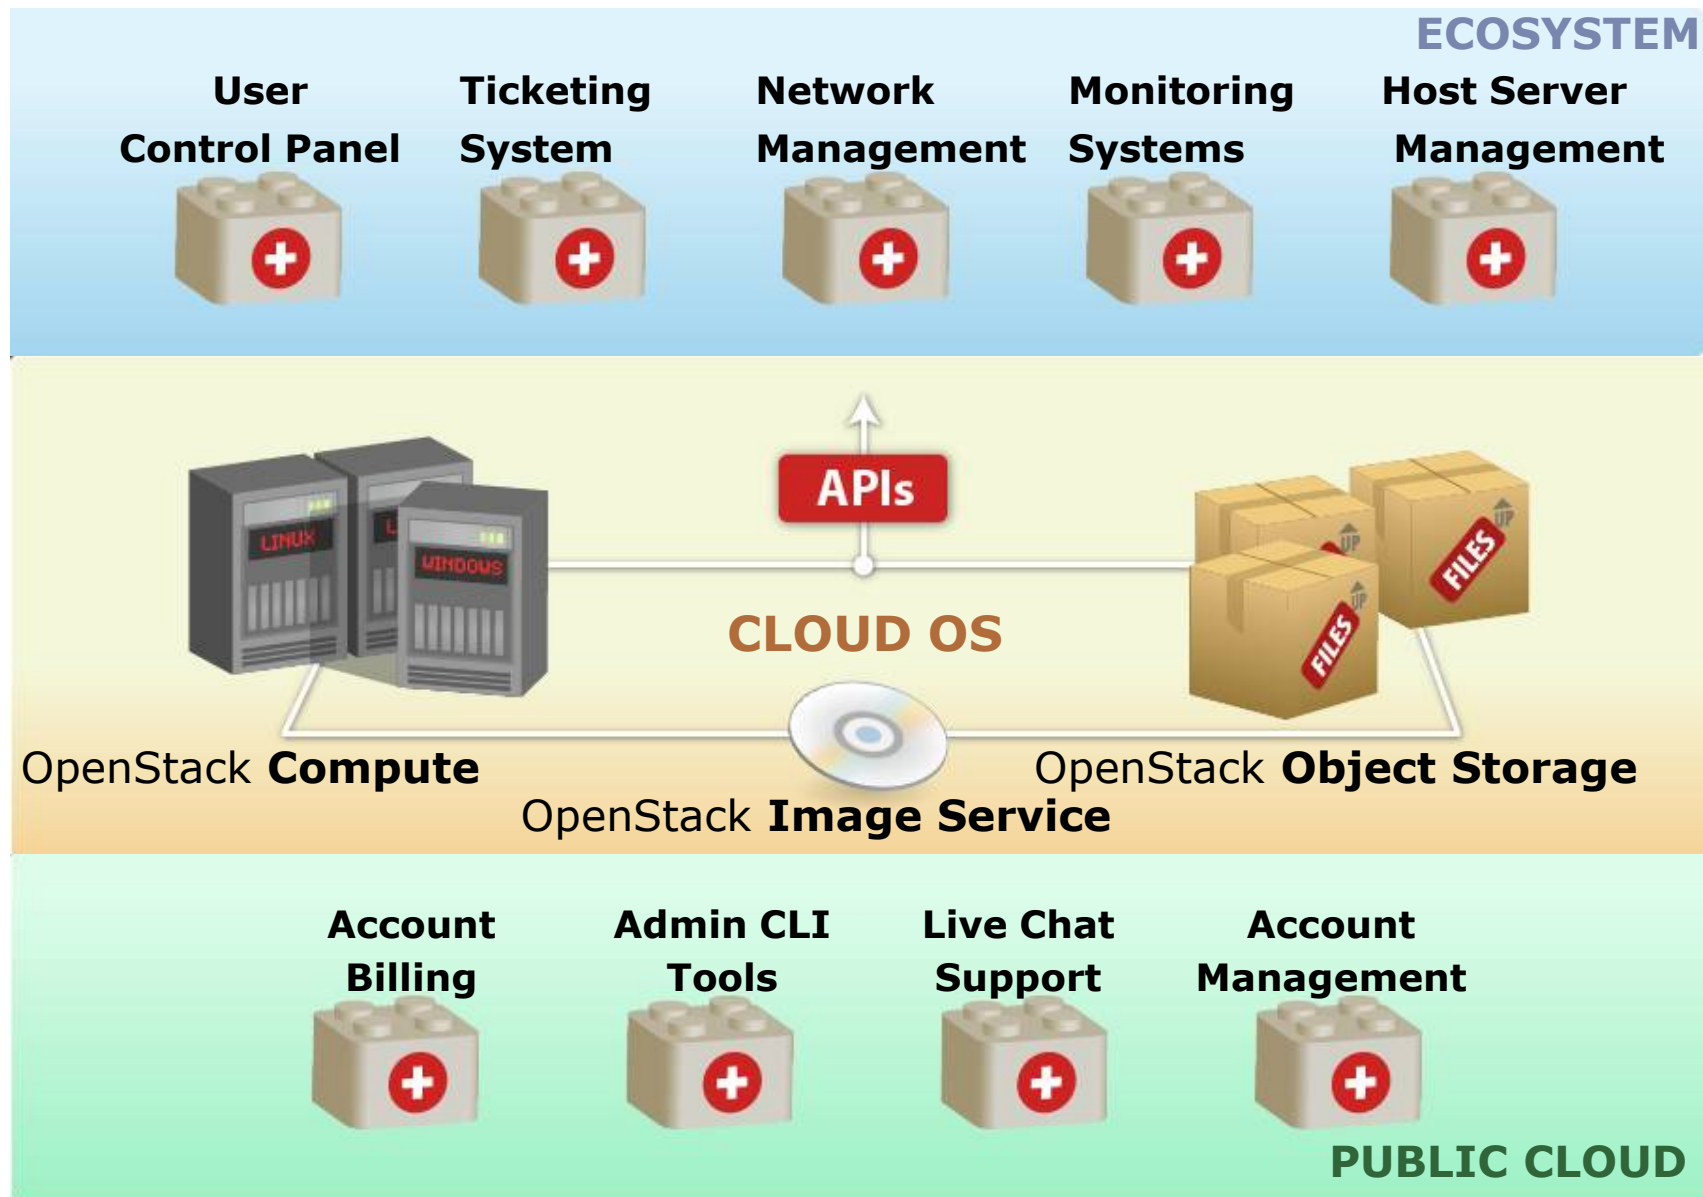 ECOSYSTEM
User
Control Panel
Ticketing
System
Network
Management
Monitoring
Systems
Host Server
Management
APIs
LINUX
L
WINDOWS
UP
UP
FILES
UP
FILES
CLOUD OS
OpenStack Compute
OpenStack Object Storage
OpenStack Image Service
Account
Billing
Admin CLI
Tools
Live Chat
Support
Account
Management
PUBLIC CLOUD